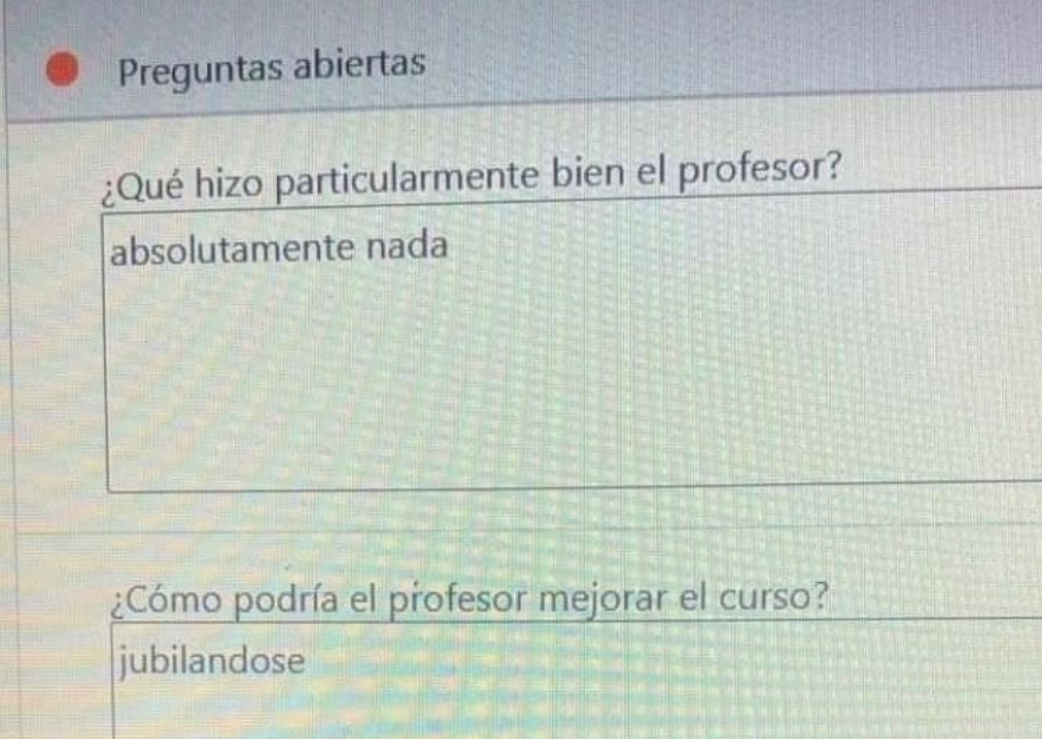 Preguntas abiertas
¿Qué hizo particularmente bien el profesor?
absolutamente nada
¿Cómo podría el profesor mejorar el curso?
jubilandose